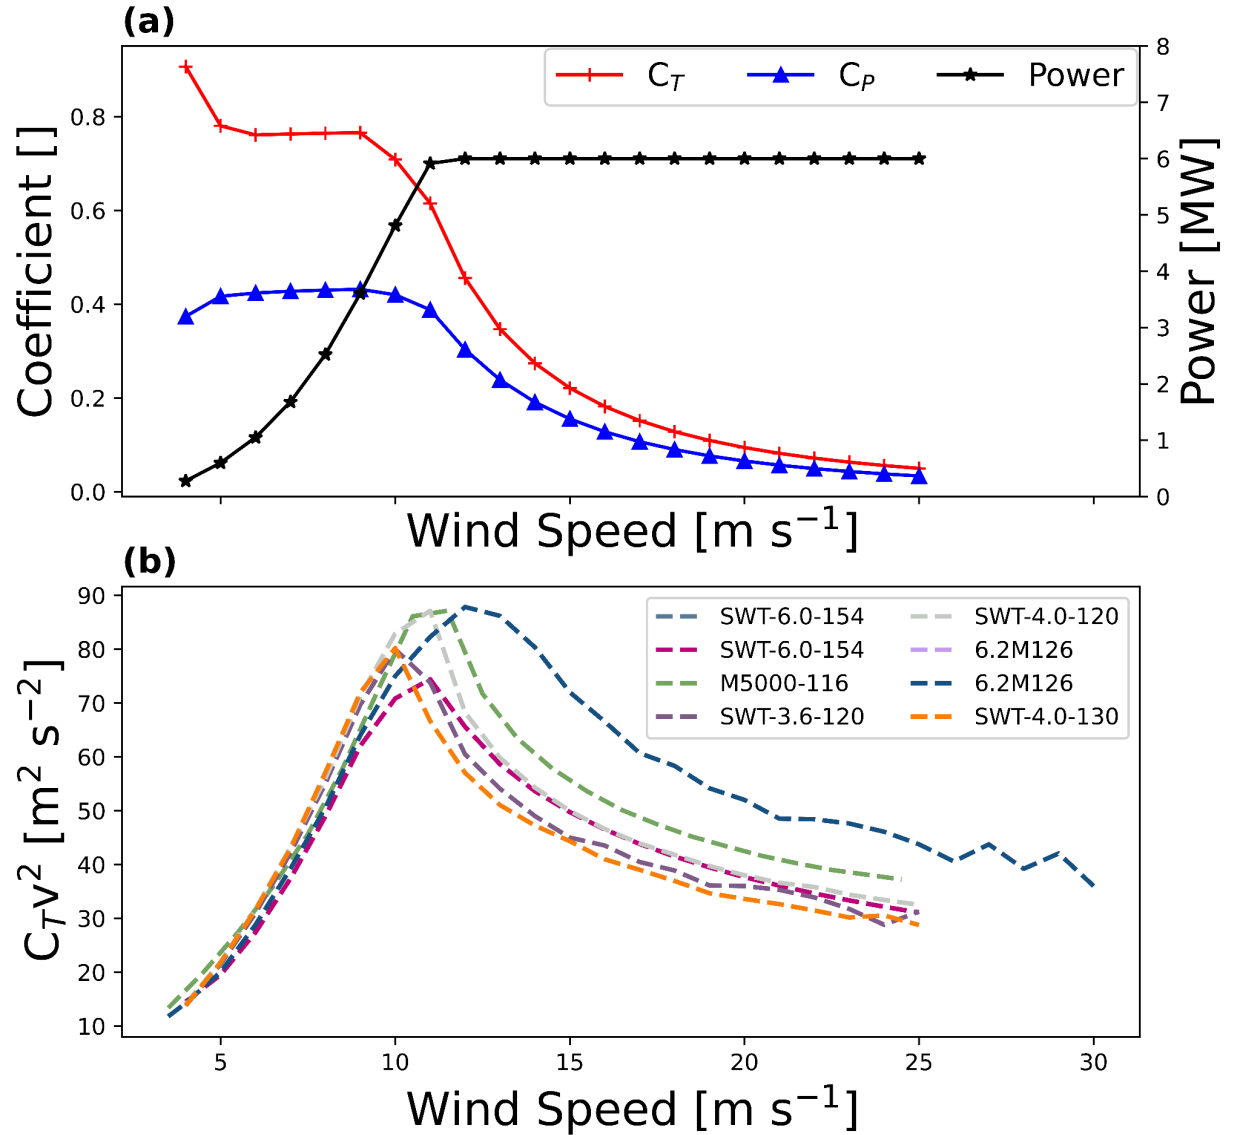 (a)
C_T C_P Power
Coefficient []
0.8
0.6
0.4
0.2
0.0
8
7
6
5
4
3
2
1
0
Power [MW]
Wind Speed [m s⁻¹]
(b)
C_Tv² [m² s⁻²]
90
80
70
60
50
40
30
20
10
SWT-6.0-154 SWT-4.0-120
SWT-6.0-154 6.2M126
M5000-116 6.2M126
SWT-3.6-120 SWT-4.0-130
5 10 15 20 25 30
Wind Speed [m s⁻¹]